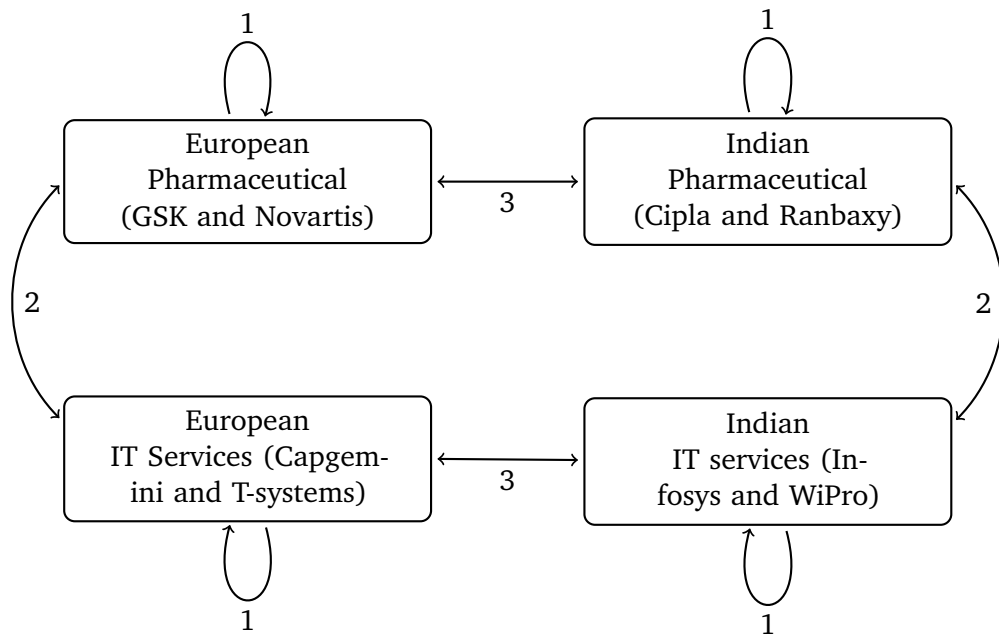 1
1
European
Pharmaceutical
(GSK and Novartis)
3
Indian
Pharmaceutical
(Cipla and Ranbaxy)
2
2
European
IT Services (Capgem-
ini and T-systems)
3
Indian
IT services (In-
fosys and WiPro)
1
1